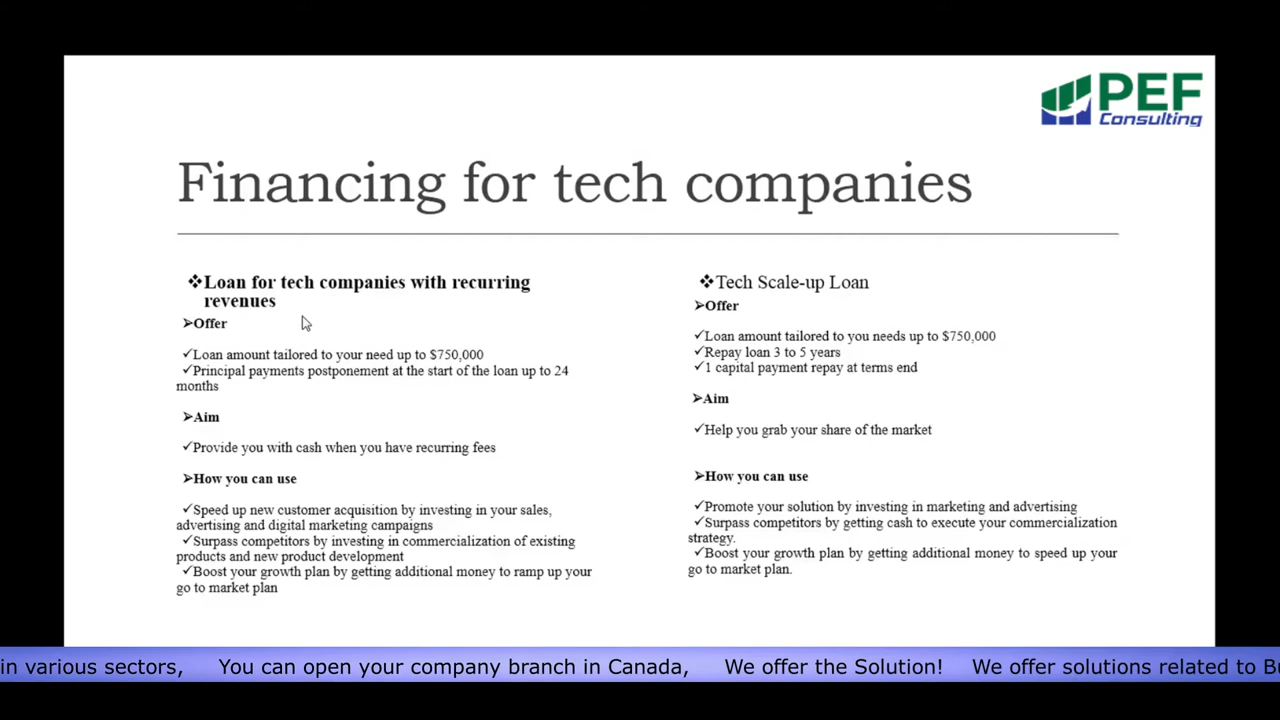 PEF
Consulting
Financing for tech companies
❖Loan for tech companies with recurring
revenues
➢Offer
✓Loan amount tailored to your need up to $750,000
✓Principal payments postponement at the start of the loan up to 24
months
➢Aim
✓Provide you with cash when you have recurring fees
➢How you can use
✓Speed up new customer acquisition by investing in your sales,
advertising and digital marketing campaigns
✓Surpass competitors by investing in commercialization of existing
products and new product development
✓Boost your growth plan by getting additional money to ramp up your
go to market plan
❖Tech Scale-up Loan
➢Offer
✓Loan amount tailored to you needs up to $750,000
✓Repay loan 3 to 5 years
✓1 capital payment repay at terms end
➢Aim
✓Help you grab your share of the market
➢How you can use
✓Promote your solution by investing in marketing and advertising
✓Surpass competitors by getting cash to execute your commercialization
strategy.
✓Boost your growth plan by getting additional money to speed up your
go to market plan.
in various sectors, You can open your company branch in Canada, We offer the Solution! We offer solutions related to